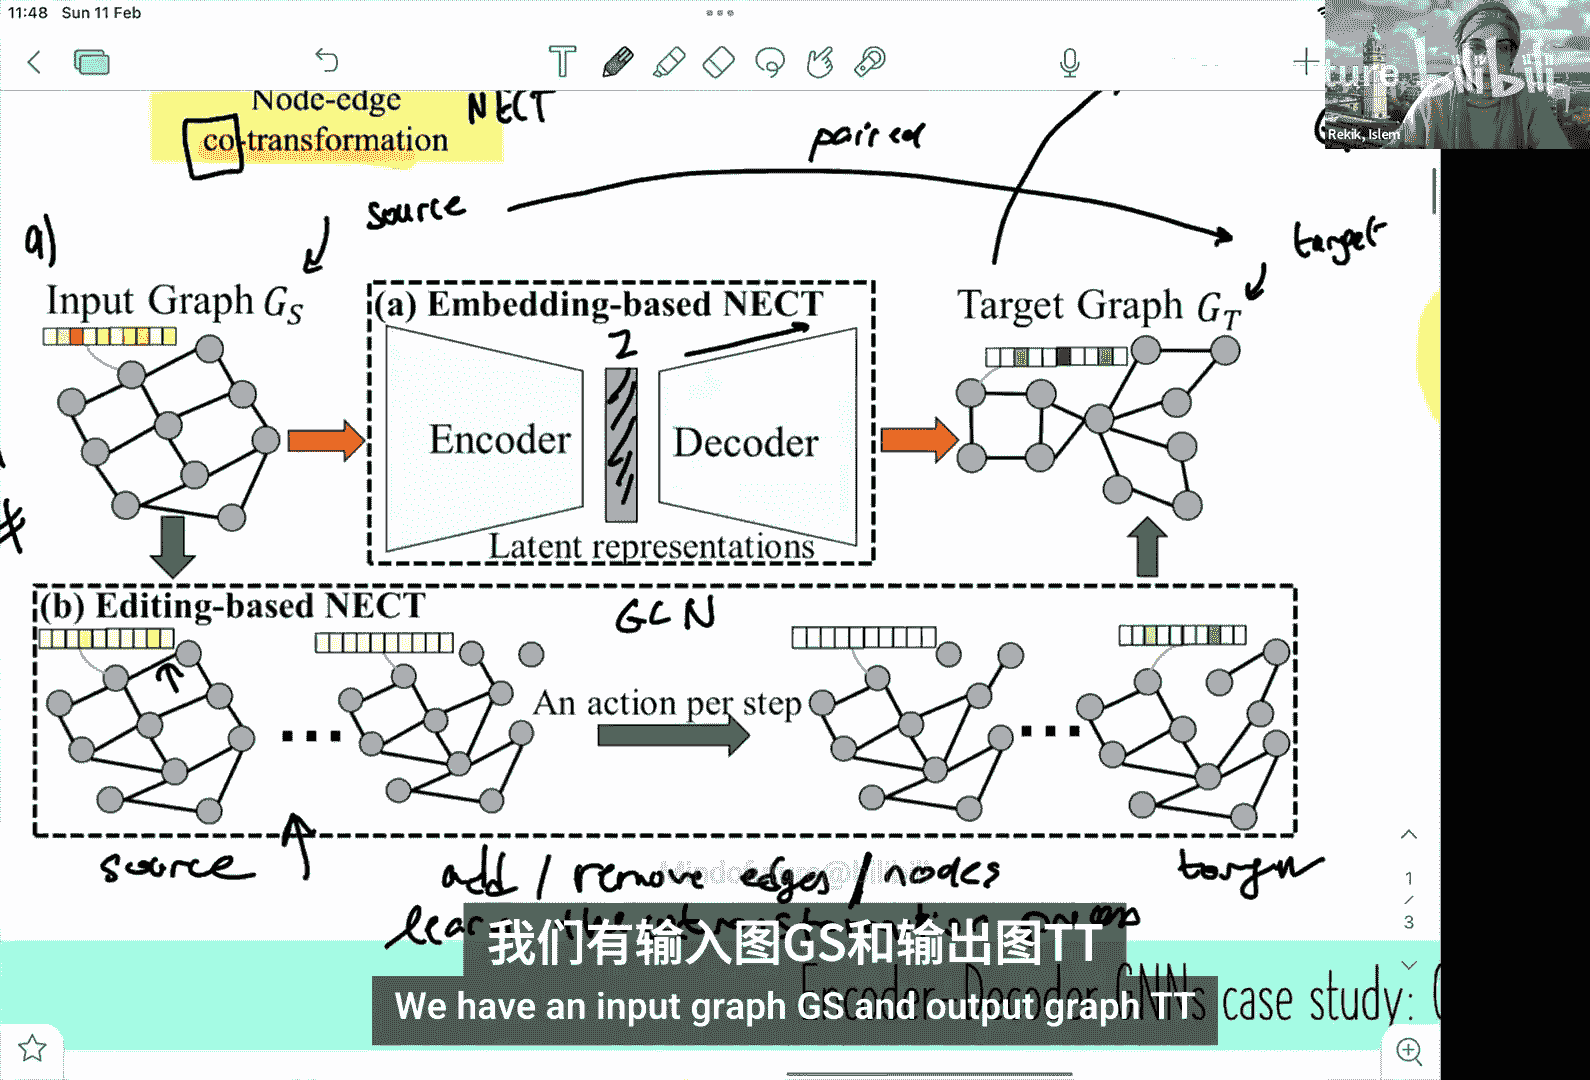 11:48 Sun 11 Feb
Node-edge
co-transformation
NECT
paired
Rekik, Islem
bilibili
source
target
a)
Input Graph GS
(a) Embedding-based NECT
Target Graph GT
Z
Encoder
Decoder
Latent representations
(b) Editing-based NECT
GCN
An action per step
source
add / remove edges / nodes
target
我们有输入图GS和输出图TT
We have an input graph GS and output graph TT
case study:
1
/
3